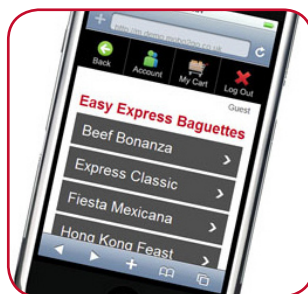 Back
Account
My Cart
Log Out
Guest
Easy Express Baguettes
Beef Bonanza
Express Classic
Fiesta Mexicana
Hong Kong Feast